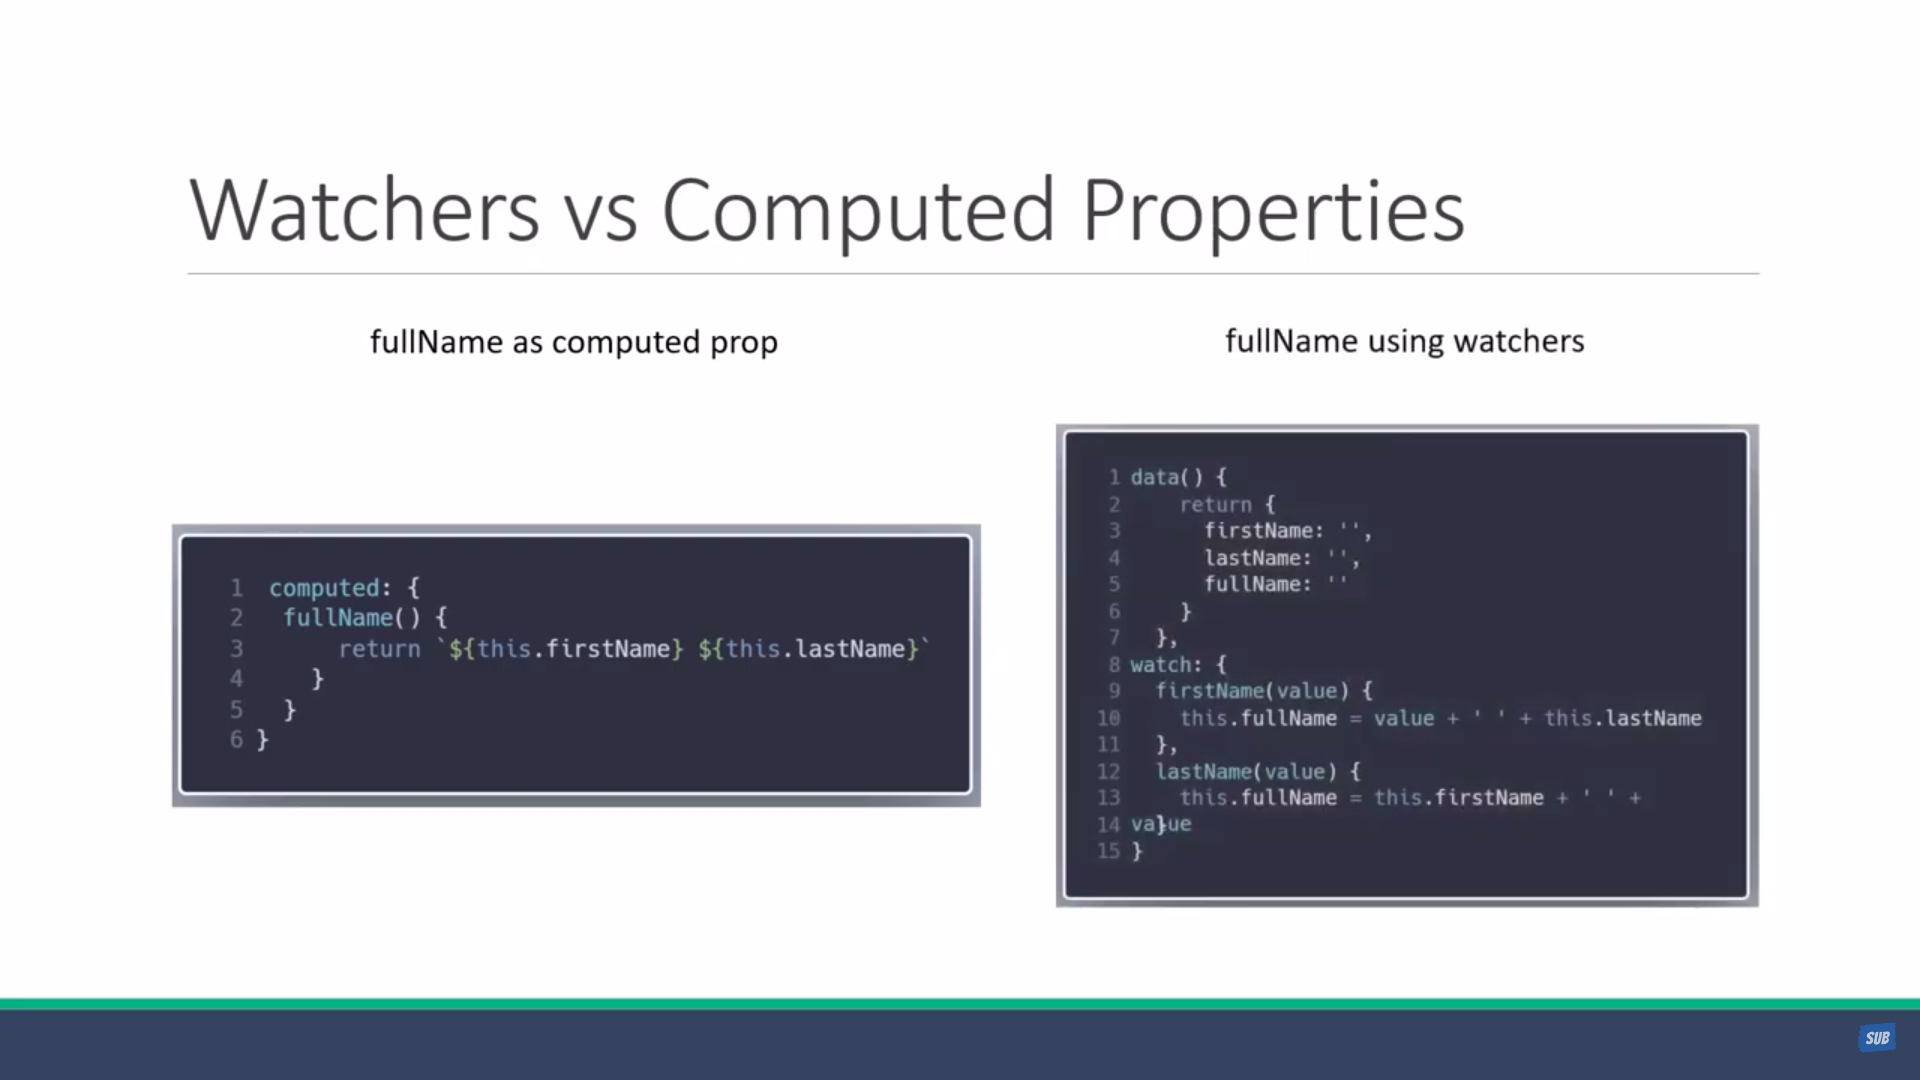 Watchers vs Computed Properties
fullName as computed prop
1 computed: {
2 fullName() {
3 return `${this.firstName} ${this.lastName}`
4 }
5 }
6 }
fullName using watchers
1 data() {
2 return {
3 firstName: '',
4 lastName: '',
5 fullName: ''
6 }
7 },
8 watch: {
9 firstName(value) {
10 this.fullName = value + ' ' + this.lastName
11 },
12 lastName(value) {
13 this.fullName = this.firstName + ' ' +
14 value
}
15 }
SUB